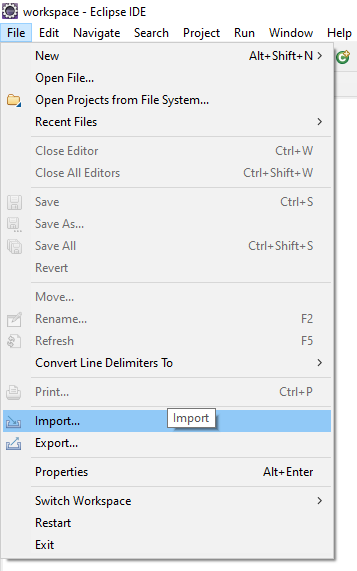 workspace - Eclipse IDE
File Edit Navigate Search Project Run Window Help
New Alt+Shift+N >
Open File...
Open Projects from File System...
Recent Files >
Close Editor Ctrl+W
Close All Editors Ctrl+Shift+W
Save Ctrl+S
Save As...
Save All Ctrl+Shift+S
Revert
Move...
Rename... F2
Refresh F5
Convert Line Delimiters To >
Print... Ctrl+P
Import... Import
Export...
Properties Alt+Enter
Switch Workspace >
Restart
Exit